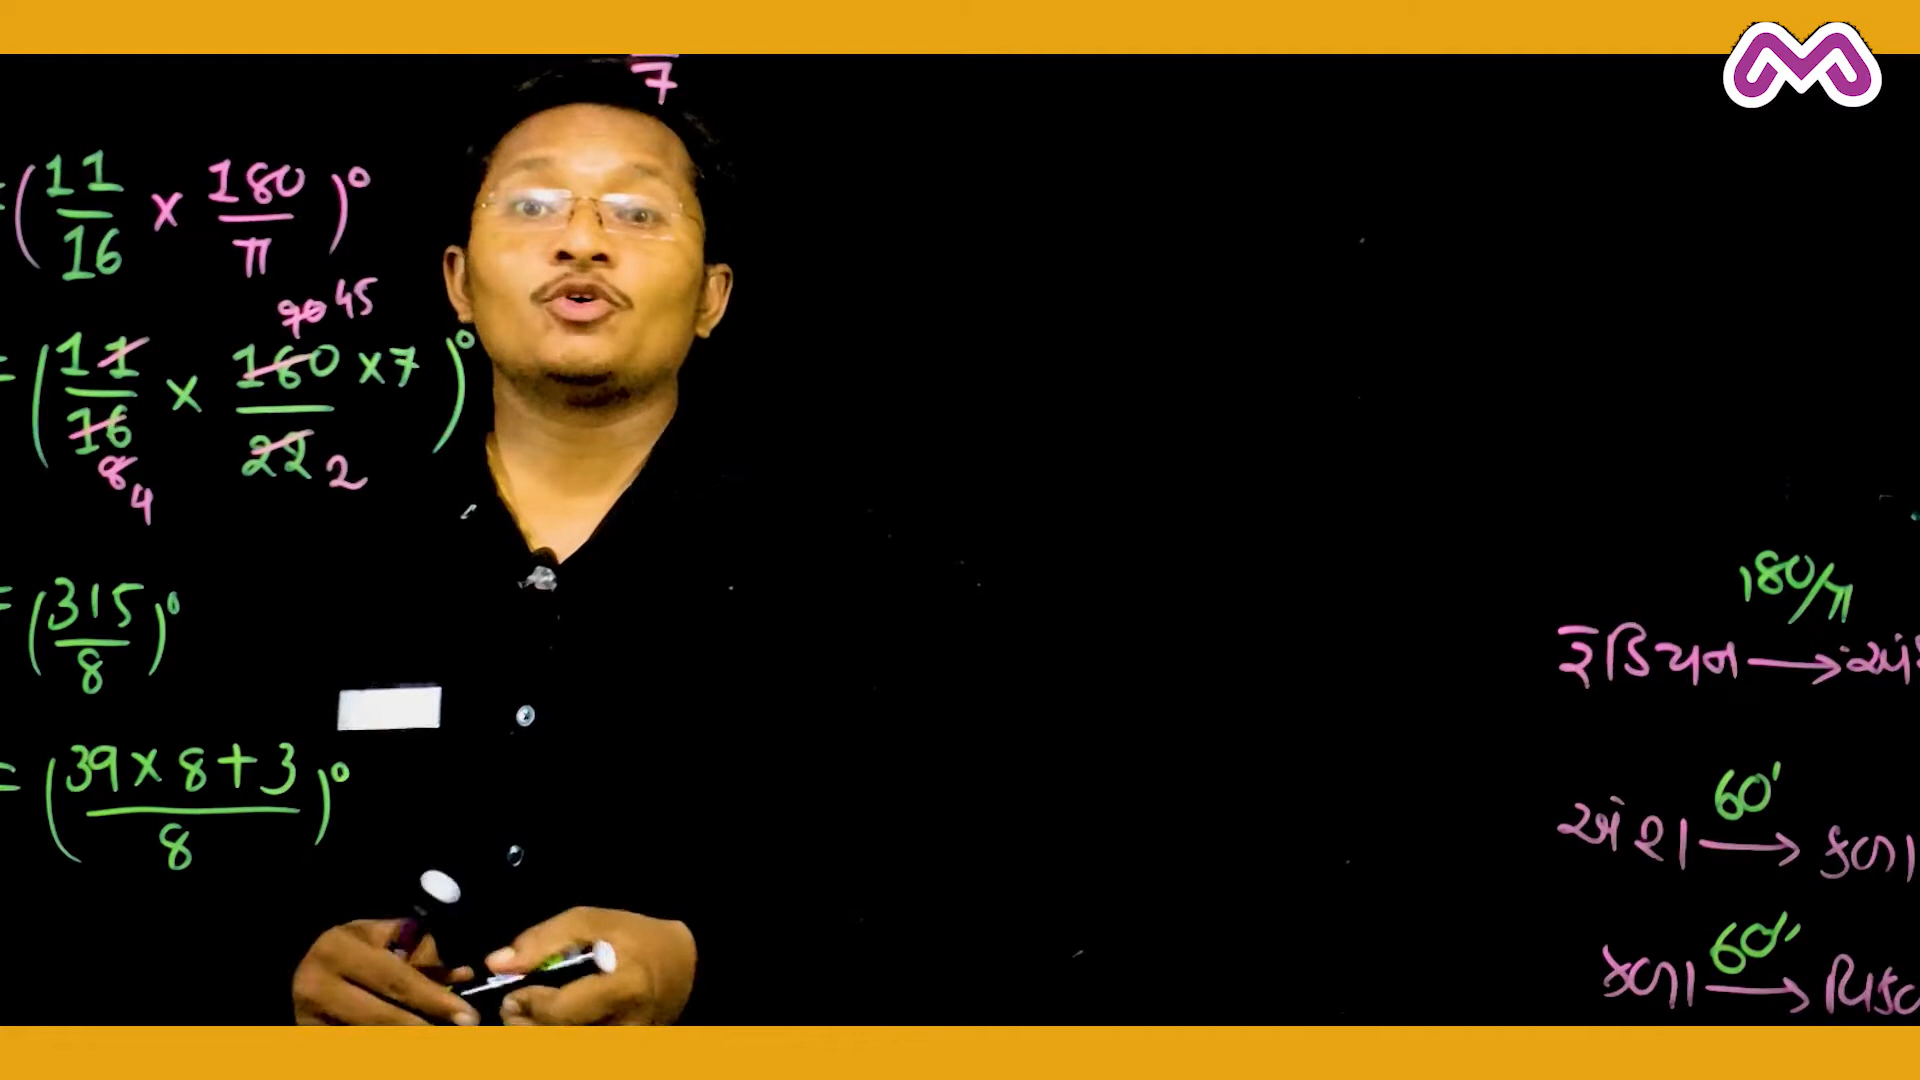 7
= (11/16 × 180/π)°
90 45
= (11/16 × 180 × 7/22)°
8 4 2
= (315/8)°
= (39 × 8 + 3/8)°
180/π
રેડિયન → અંશ
60'
અંશ → કળા
60''
કળા →